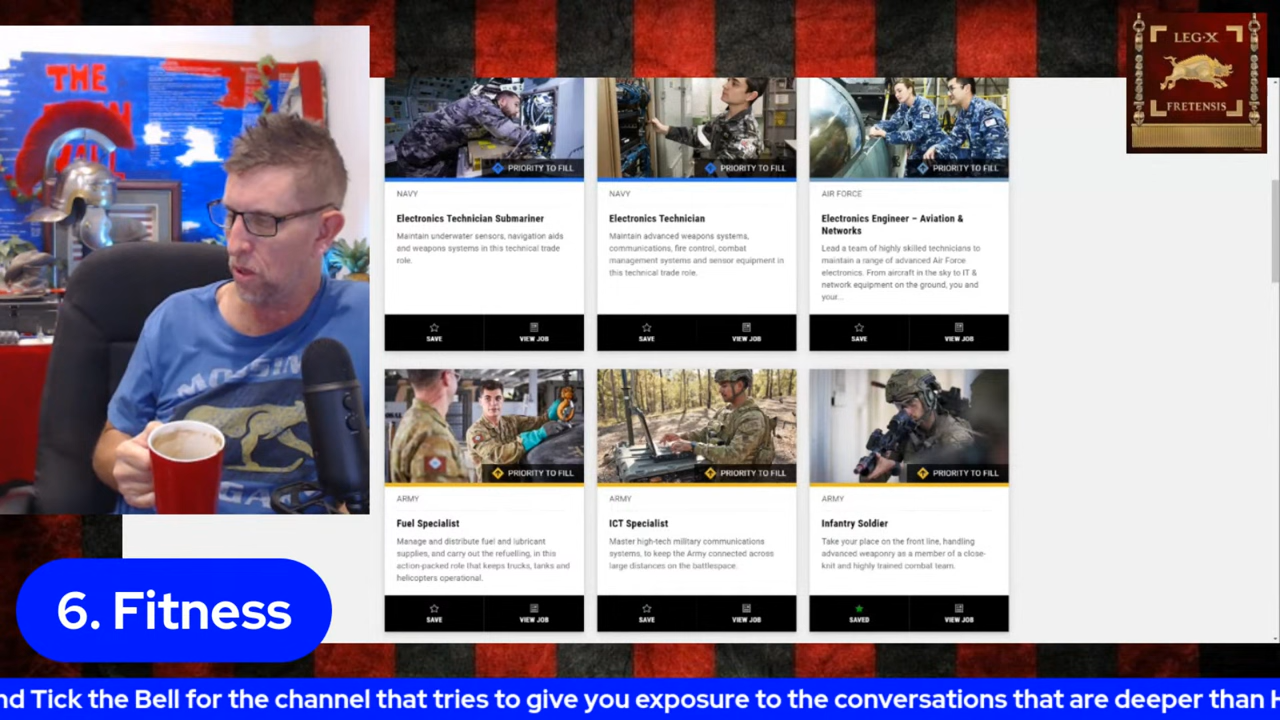 THE
LEG·X
FRETENSIS
PRIORITY TO FILL
NAVY
Electronics Technician Submariner
Maintain underwater sensors, navigation aids
and weapons systems in this technical trade
role.
SAVE
VIEW JOB
PRIORITY TO FILL
NAVY
Electronics Technician
Maintain advanced weapons systems,
communications, fire control, combat
management systems and sensor equipment in
this technical trade role.
SAVE
VIEW JOB
PRIORITY TO FILL
AIR FORCE
Electronics Engineer – Aviation &
Networks
Lead a team of highly skilled technicians to
maintain a range of advanced Air Force
electronics. From aircraft in the sky to IT &
network equipment on the ground, you and
your...
SAVE
VIEW JOB
PRIORITY TO FILL
ARMY
Fuel Specialist
Manage and distribute fuel and lubricant
supplies, and carry out the refuelling, in this
action-packed role that keeps trucks, tanks and
helicopters operational.
SAVE
VIEW JOB
PRIORITY TO FILL
ARMY
ICT Specialist
Master high-tech military communications
systems, to keep the Army connected across
large distances on the battlespace.
SAVE
VIEW JOB
PRIORITY TO FILL
ARMY
Infantry Soldier
Take your place on the front line, handling
advanced weaponry as a member of a close-
knit and highly trained combat team.
SAVED
VIEW JOB
6. Fitness
nd Tick the Bell for the channel that tries to give you exposure to the conversations that are deeper than H